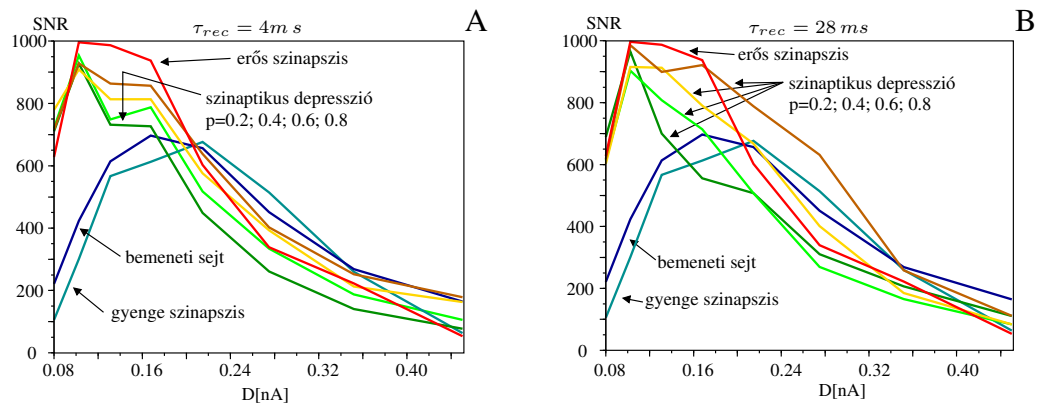 SNR
τrec = 4m s
A
1000
800
600
400
200
0
0.08
0.16
0.24
0.32
0.40
D[nA]
erős szinapszis
szinaptikus depresszió
p=0.2; 0.4; 0.6; 0.8
bemeneti sejt
gyenge szinapszis
SNR
τrec = 28 ms
B
1000
800
600
400
200
0
0.08
0.16
0.24
0.32
0.40
D[nA]
erős szinapszis
szinaptikus depresszió
p=0.2; 0.4; 0.6; 0.8
bemeneti sejt
gyenge szinapszis